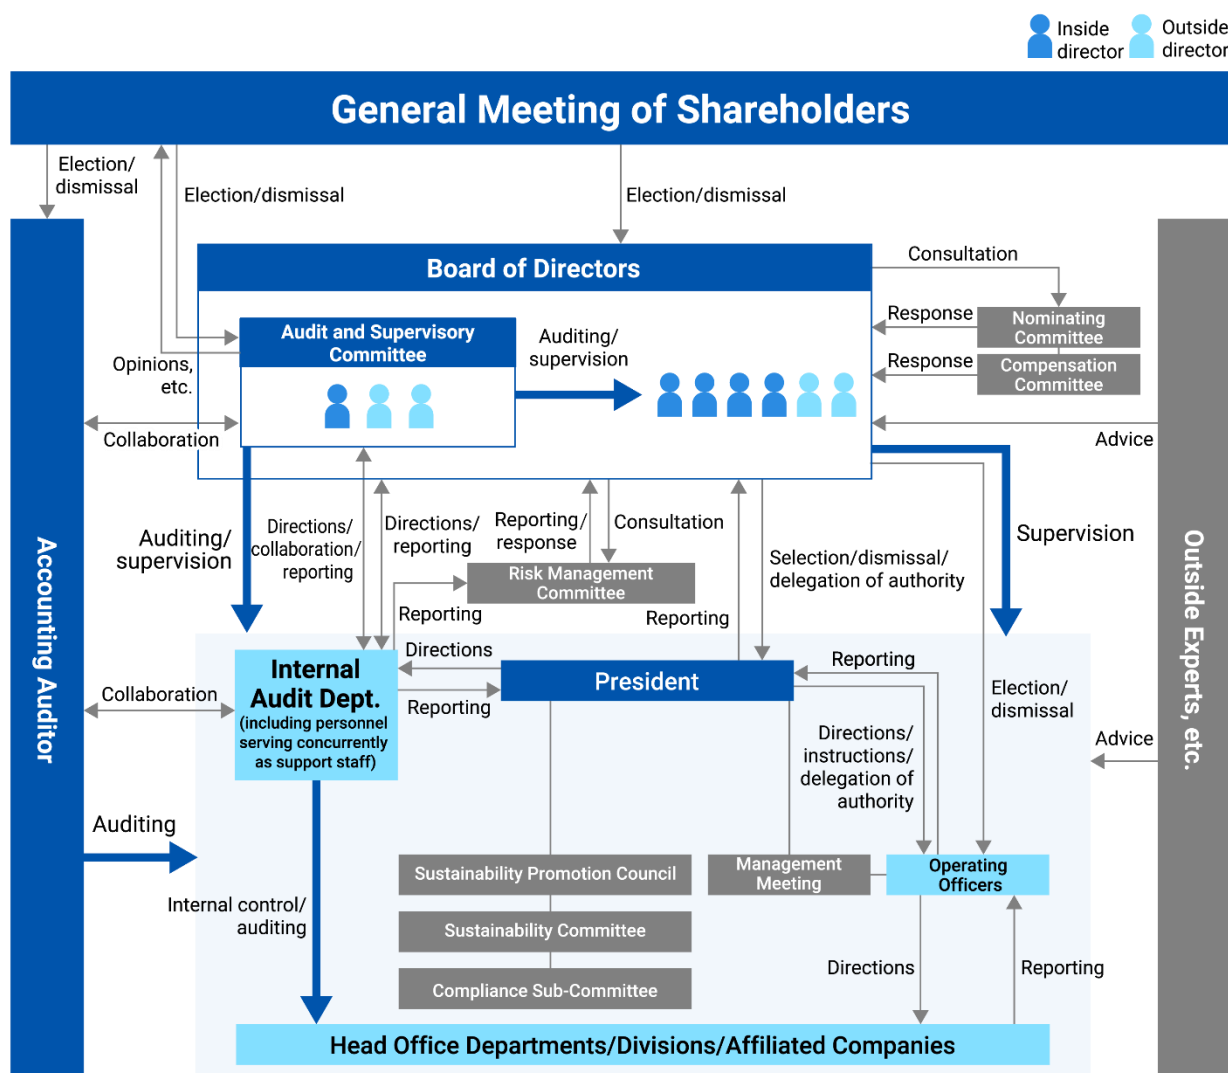 Inside
director
Outside
director
General Meeting of Shareholders
Election/
dismissal
Election/dismissal
Election/dismissal
Board of Directors
Consultation
Audit and Supervisory
Committee
Auditing/
supervision
Response
Nominating
Committee
Response
Compensation
Committee
Opinions,
etc.
Collaboration
Advice
Accounting Auditor
Outside Experts, etc.
Auditing/
supervision
Directions/
collaboration/
reporting
Directions/
reporting
Reporting/
response
Consultation
Selection/dismissal/
delegation of authority
Supervision
Risk Management
Committee
Reporting
Reporting
Internal
Audit Dept.
(including personnel
serving concurrently
as support staff)
Directions
Reporting
President
Reporting
Collaboration
Election/
dismissal
Directions/
instructions/
delegation of
authority
Advice
Auditing
Sustainability Promotion Council
Management
Meeting
Operating
Officers
Internal control/
auditing
Sustainability Committee
Compliance Sub-Committee
Directions
Reporting
Head Office Departments/Divisions/Affiliated Companies